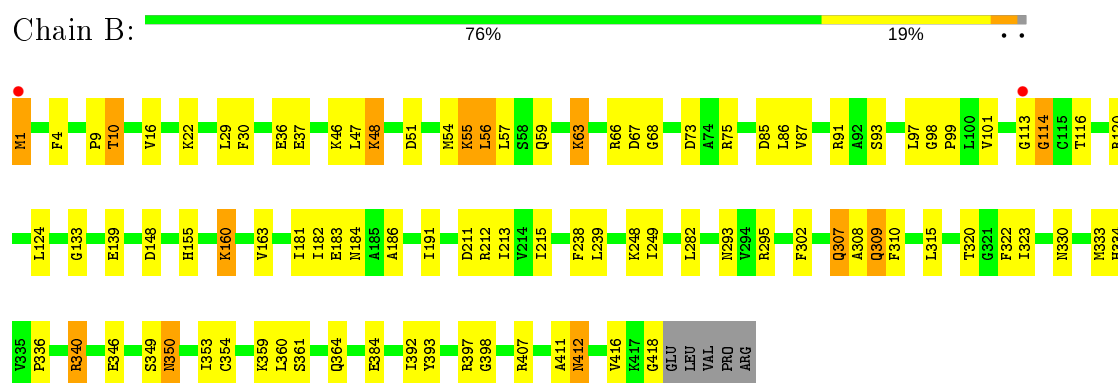 Chain B:
76% 19% • •
M1 F4 P9 T10 V16 K22 L29 F30 E36 E37 K46 L47 K48 D51 M54 K55 L56 L57 S58 Q59 K63 R66 D67 G68 D73 A74 R75 D85 L86 V87 R91 A92 S93 L97 G98 P99 L100 V101 G113 G114 C115 T116
L124 G133 E139 D148 H155 K160 V163 I181 I182 E183 N184 A185 A186 I191 D211 R212 I213 V214 I215 F238 L239 K248 I249 L282 N293 V294 R295 F302 Q307 A308 Q309 F310 L315 T320 G321 F322 I323 N330 M333
V335 P336 R340 E346 S349 N350 I353 C354 K359 L360 S361 Q364 E384 I392 Y393 R397 G398 R407 A411 N412 V416 K417 G418 GLU LEU VAL PRO ARG